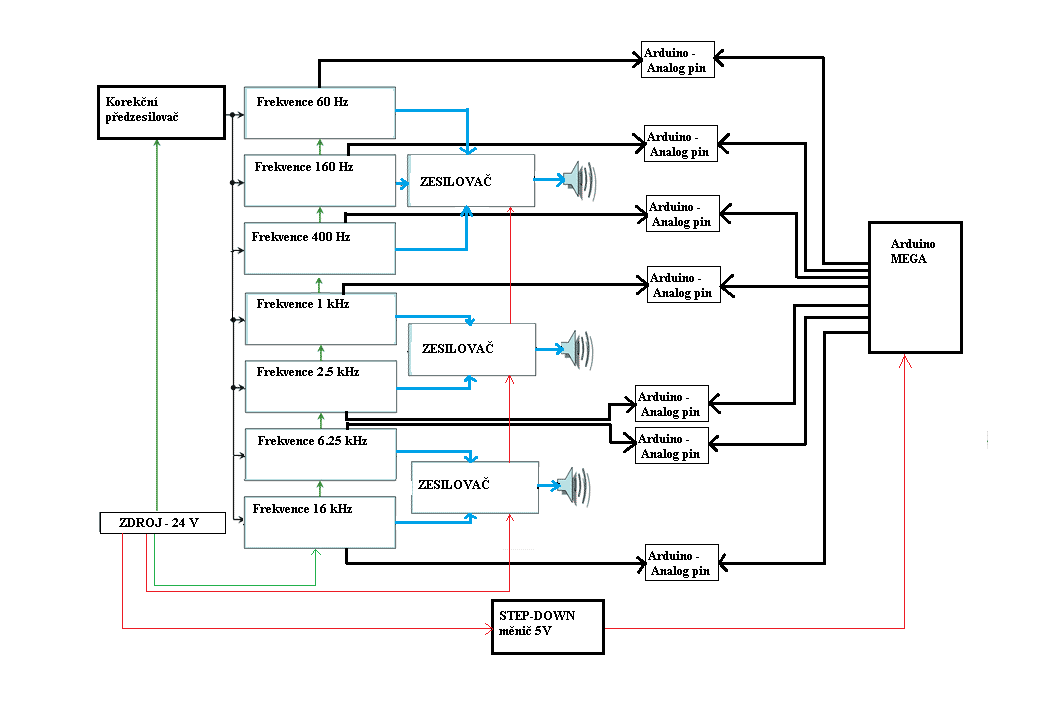 Korekční
předzesilovač
Frekvence 60 Hz
Frekvence 160 Hz
Frekvence 400 Hz
Frekvence 1 kHz
Frekvence 2.5 kHz
Frekvence 6.25 kHz
Frekvence 16 kHz
ZESILOVAČ
ZESILOVAČ
ZESILOVAČ
Arduino -
Analog pin
Arduino -
Analog pin
Arduino -
Analog pin
Arduino -
Analog pin
Arduino -
Analog pin
Arduino -
Analog pin
Arduino -
Analog pin
Arduino
MEGA
ZDROJ - 24 V
STEP-DOWN
měnič 5V